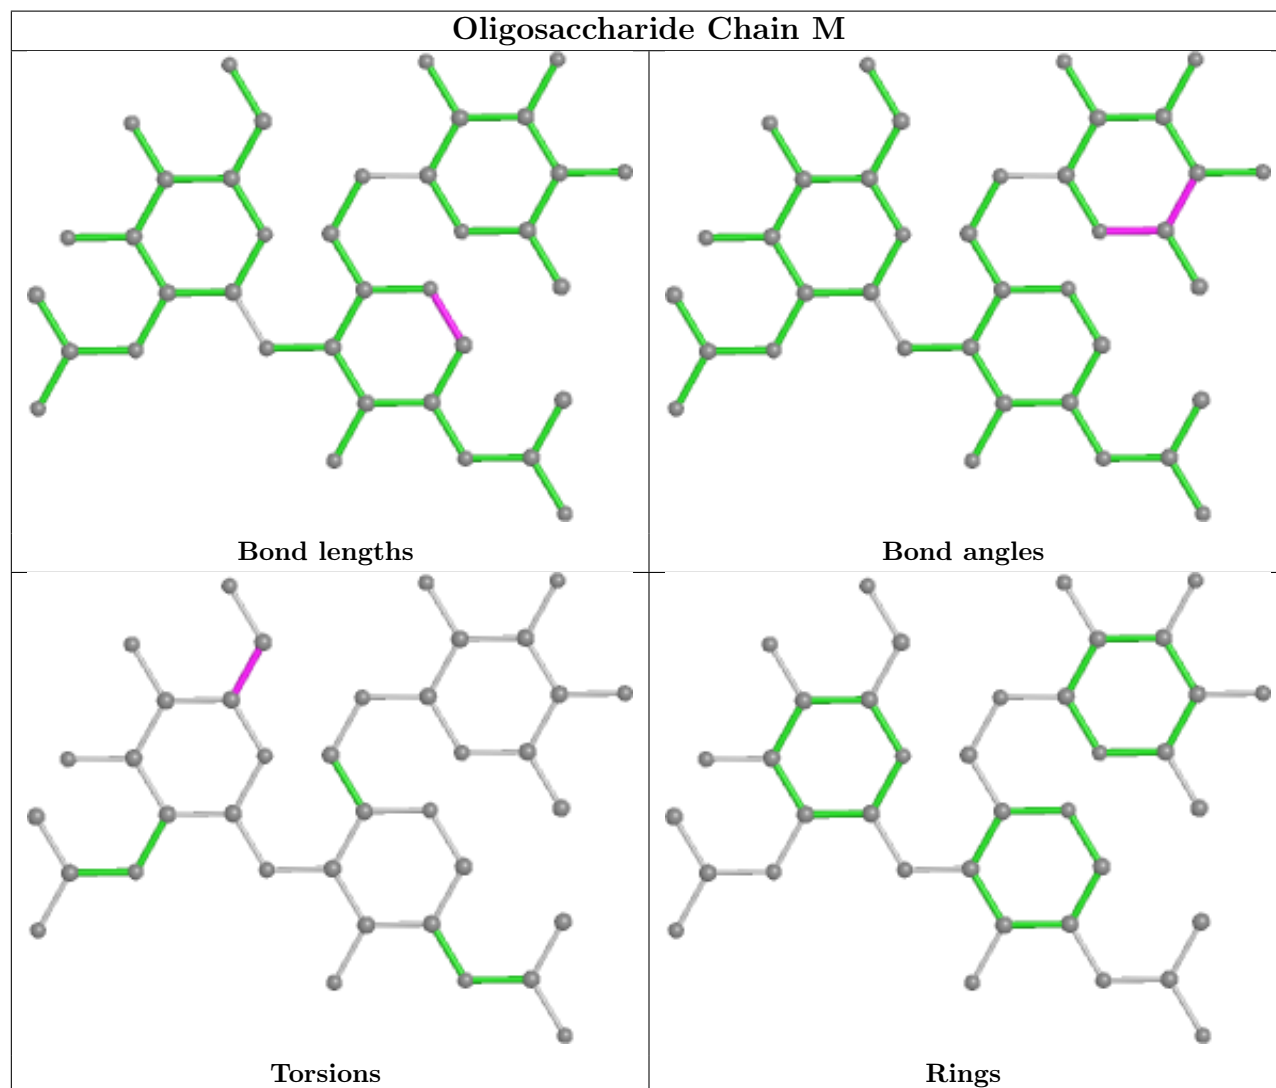 Oligosaccharide Chain M
Bond lengths
Bond angles
Torsions
Rings